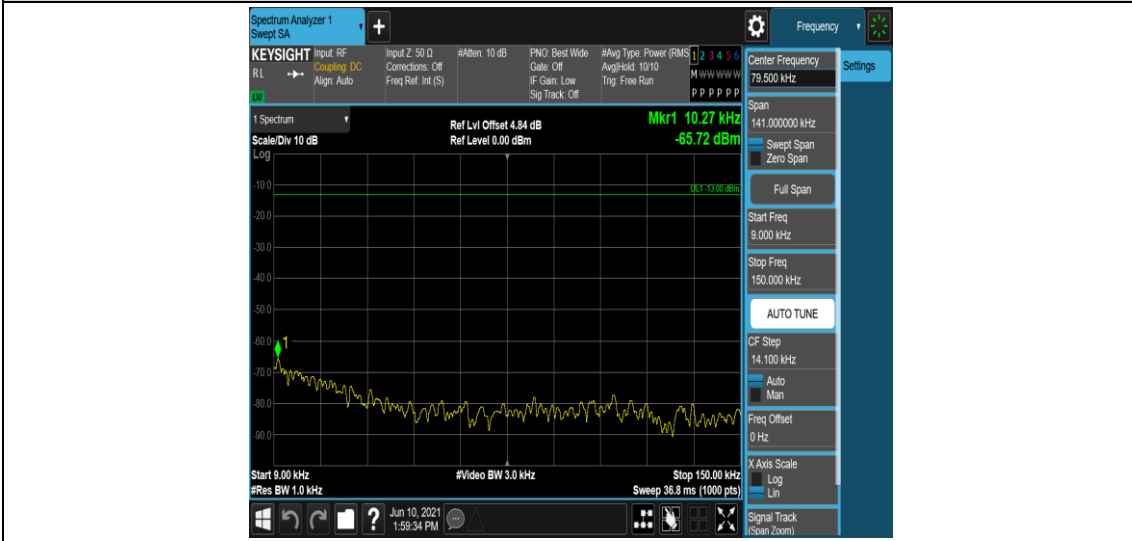 Spectrum Analyzer 1
Swept SA
+
Frequency
KEYSIGHT Input: RF Input Z: 50 Ω #Atten: 10 dB PNO: Best Wide #Avg Type: Power (RMS 1 2 3 4 5 6
R L Coupling: DC Corrections: Off Gate: Off Avg|Hold: 10/10 M W W W W W
Align: Auto Freq Ref: Int (S) IF Gain: Low Trig: Free Run
Sig Track: Off P P P P P P
1 Spectrum
Ref Lvl Offset 4.84 dB Mkr1 10.27 kHz
Scale/Div 10 dB Ref Level 0.00 dBm -65.72 dBm
Log
-10.0
DL1 -13.00 dBm
-20.0
-30.0
-40.0
-50.0
-60.0
1
-70.0
-80.0
-90.0
Start 9.00 kHz #Video BW 3.0 kHz Stop 150.00 kHz
#Res BW 1.0 kHz Sweep 36.8 ms (1000 pts)
? Jun 10, 2021
1:59:34 PM
Center Frequency
79.500 kHz
Settings
Span
141.000000 kHz
Swept Span
Zero Span
Full Span
Start Freq
9.000 kHz
Stop Freq
150.000 kHz
AUTO TUNE
CF Step
14.100 kHz
Auto
Man
Freq Offset
0 Hz
X Axis Scale
Log
Lin
Signal Track
(Span Zoom)